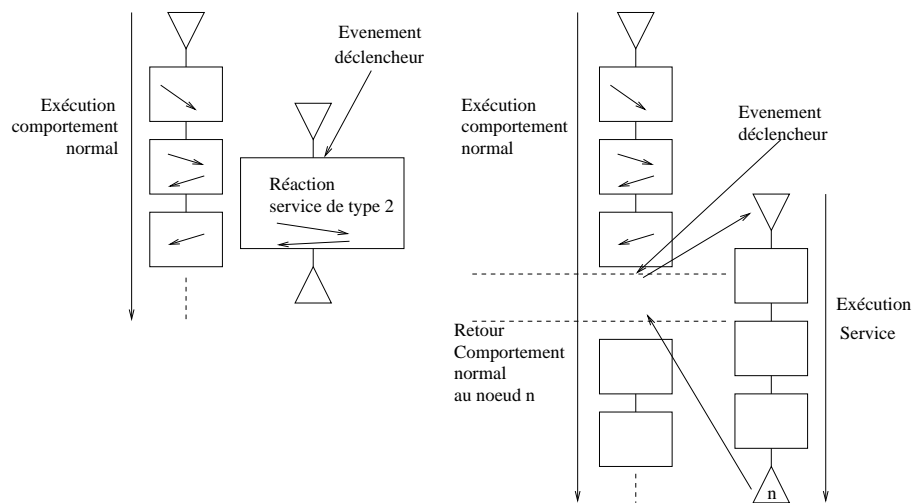 Evenement
déclencheur
Exécution
comportement
normal
Réaction
service de type 2
Exécution
comportement
normal
Evenement
déclencheur
Retour
Comportement
normal
au noeud n
Exécution
Service
n